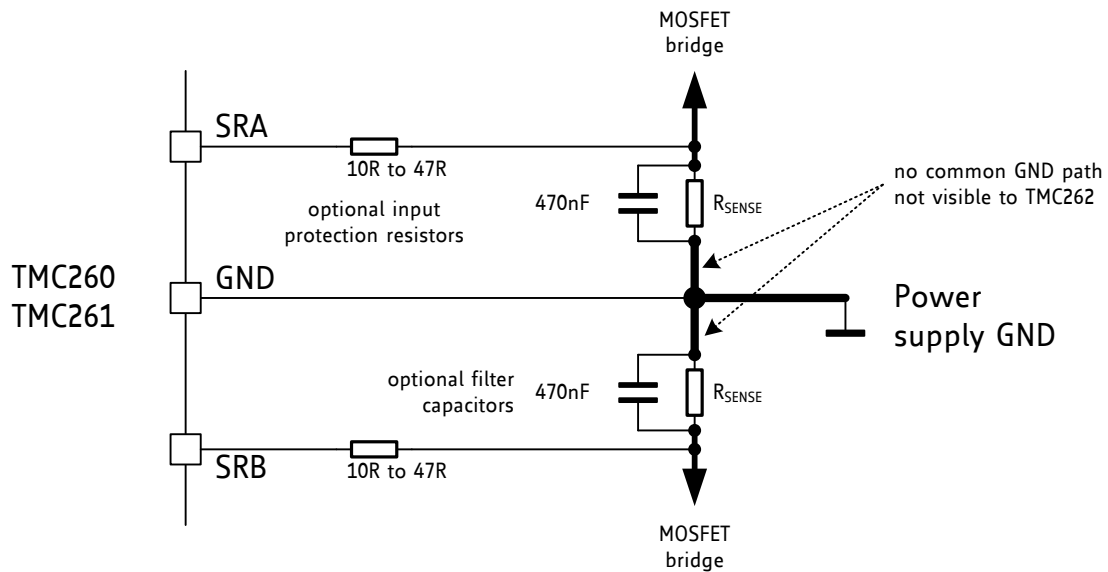 MOSFET
bridge
SRA
10R to 47R
optional input
protection resistors
470nF
RSENSE
no common GND path
not visible to TMC262
TMC260
TMC261
GND
Power
supply GND
optional filter
capacitors
470nF
RSENSE
SRB
10R to 47R
MOSFET
bridge